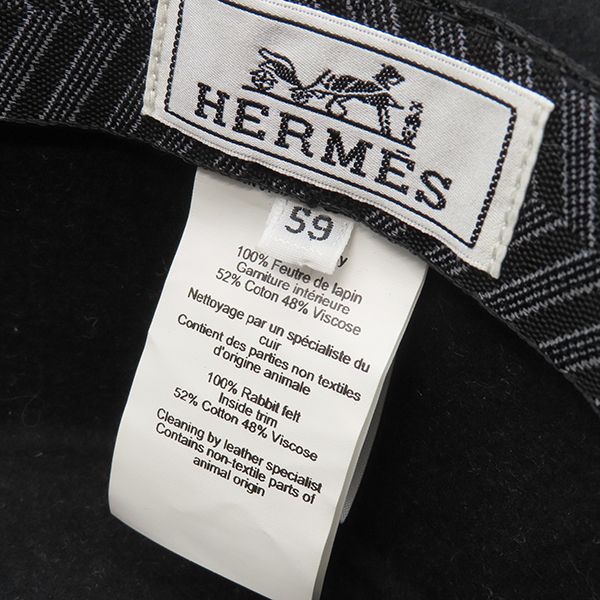 HERMÈS
59
100% Feutre de lapin
Garniture intérieure
52% Coton 48% Viscose
Nettoyage par un spécialiste du
cuir
Contient des parties non textiles
d'origine animale
100% Rabbit felt
Inside trim
52% Coton 48% Viscose
Cleaning by leather specialist
Contains non-textile parts of
animal origin